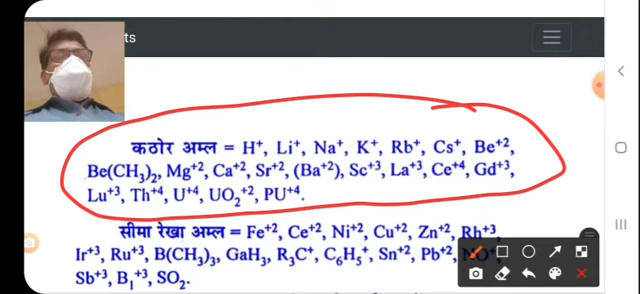 ts
कठोर अम्ल = H⁺, Li⁺, Na⁺, K⁺, Rb⁺, Cs⁺, Be⁺²,
Be(CH₃)₂, Mg⁺², Ca⁺², Sr⁺², (Ba⁺²), Sc⁺³, La⁺³, Ce⁺⁴, Gd⁺³,
Lu⁺³, Th⁺⁴, U⁺⁴, UO₂⁺², PU⁺⁴.
सीमा रेखा अम्ल = Fe⁺², Ce⁺², Ni⁺², Cu⁺², Zn⁺², Rh⁺³,
Ir⁺³, Ru⁺³, B(CH₃)₃, GaH₃, R₃C⁺, C₆H₅⁺, Sn⁺², Pb⁺², NO⁺,
Sb⁺³, B₁⁺³, SO₂.